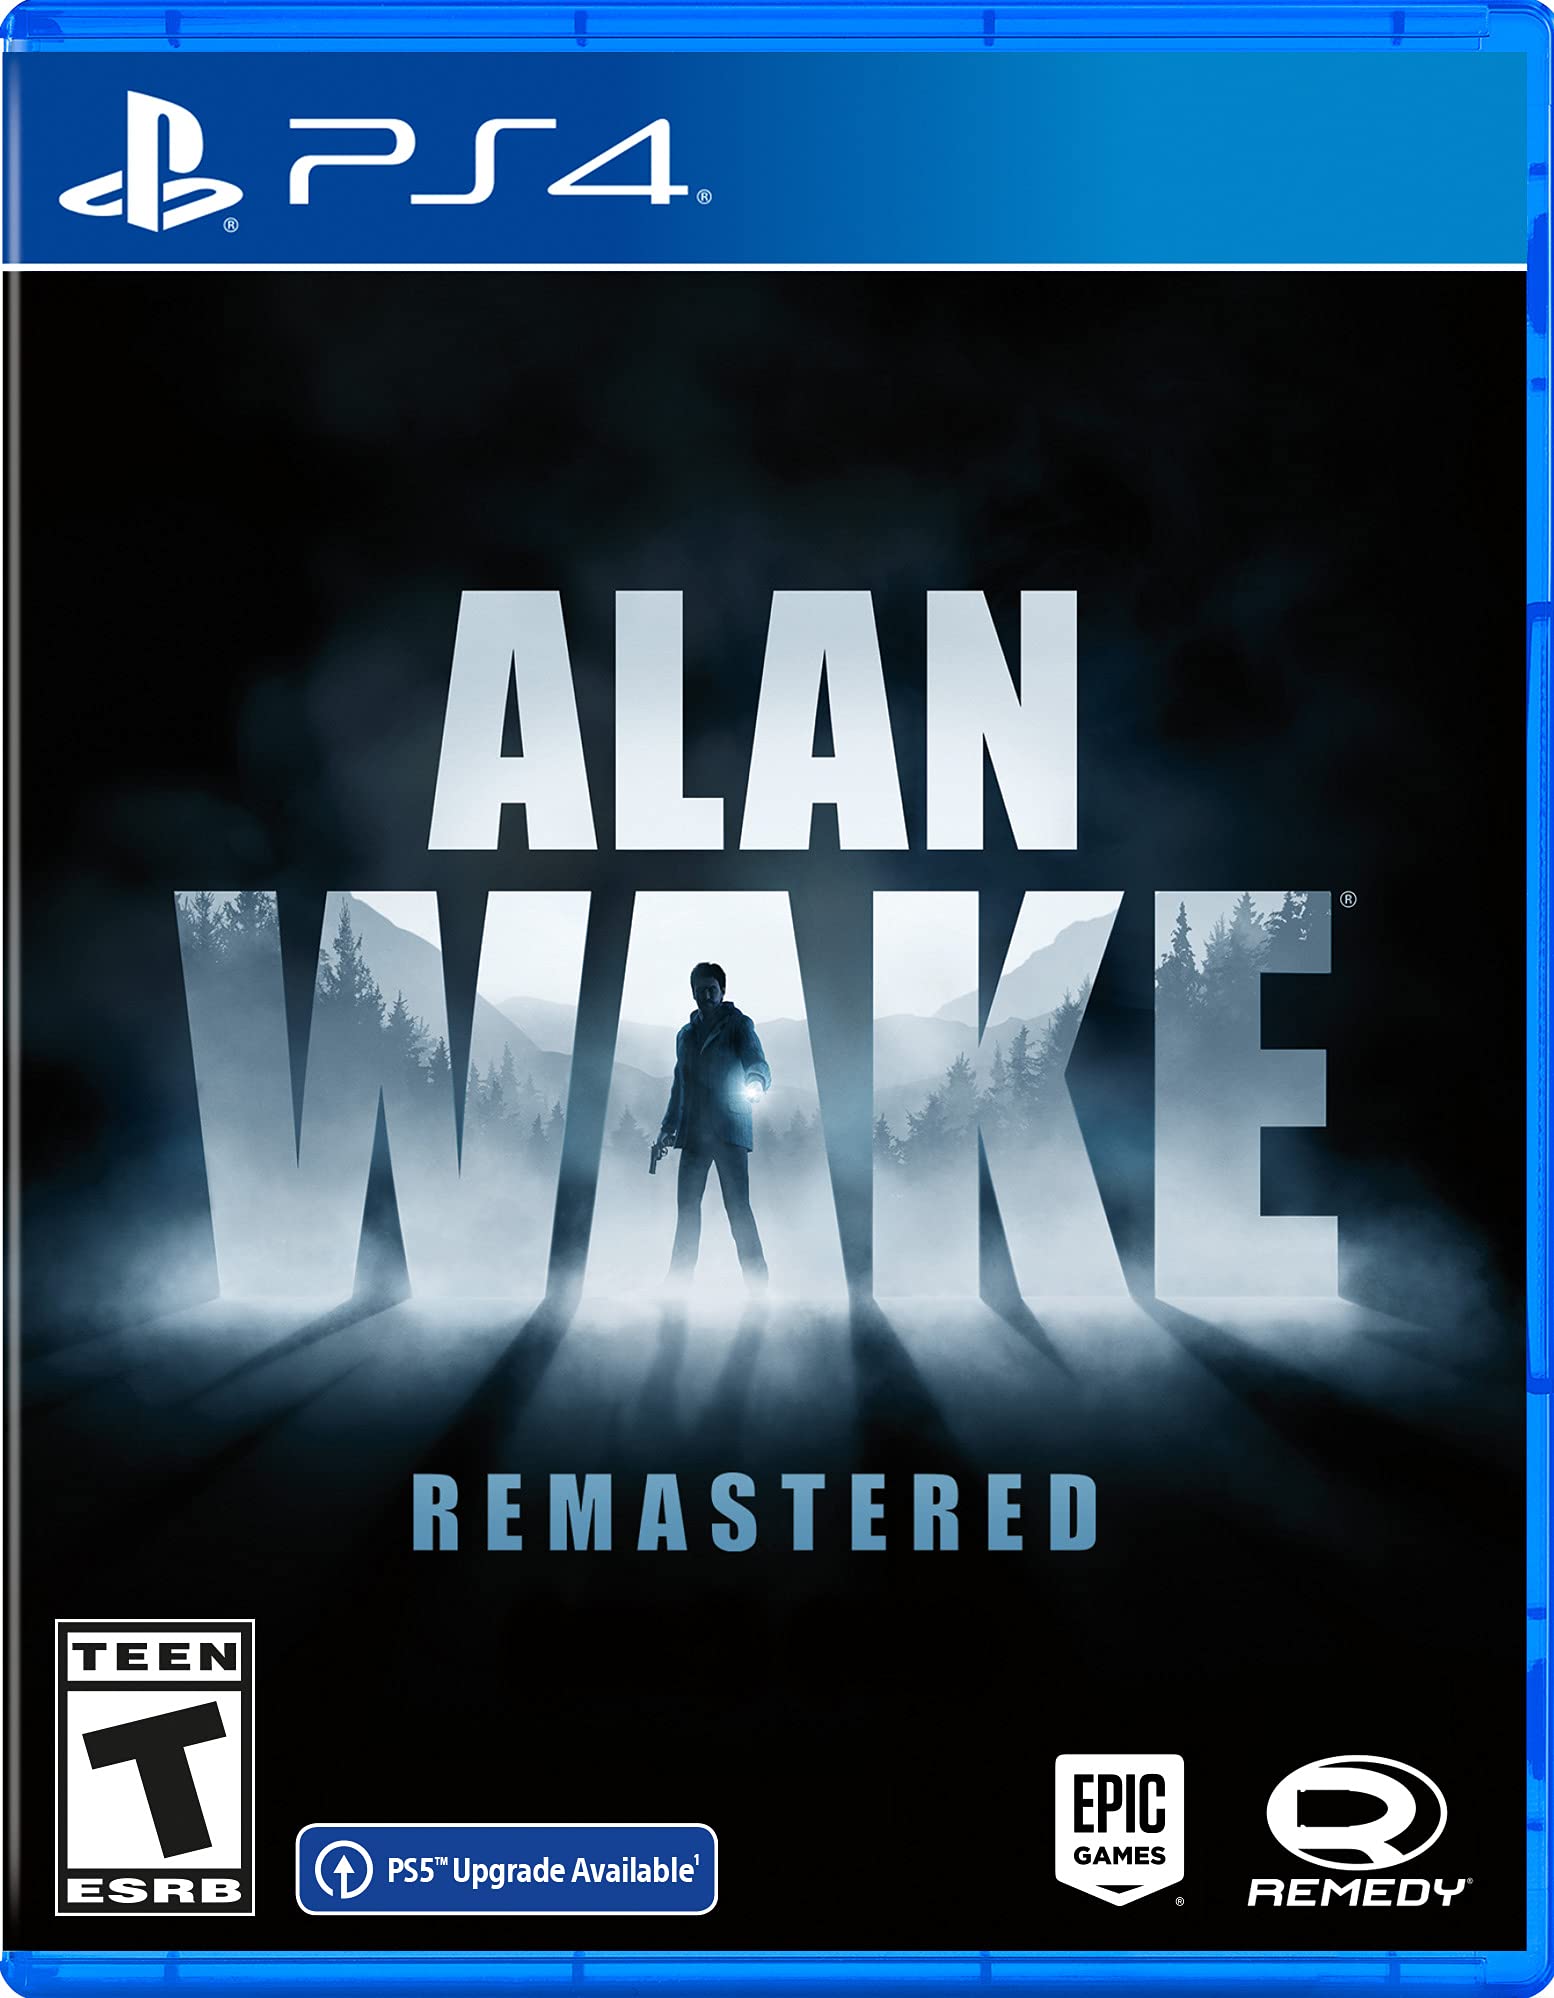 PS4®
ALAN
WAKE®
REMASTERED
TEEN
T
ESRB
PS5™ Upgrade Available¹
EPIC
GAMES
®
REMEDY®